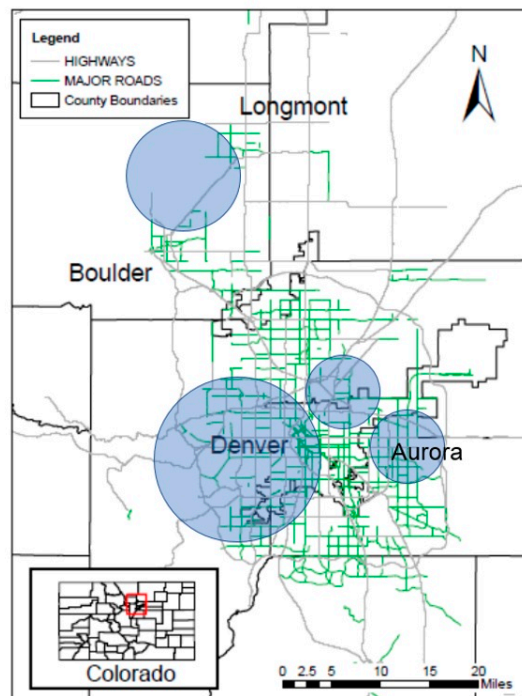 Legend
HIGHWAYS
MAJOR ROADS
County Boundaries
N
Longmont
Boulder
Denver
Aurora
Colorado
0 2.5 5 10 15 20
Miles